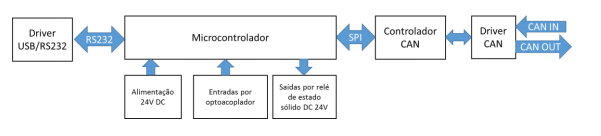 Driver
USB/RS232
RS232
Microcontrolador
SPI
Controlador
CAN
Driver
CAN
CAN IN
CAN OUT
Alimentação
24V DC
Entradas por
optoacoplador
Saídas por relé
de estado
sólido DC 24V